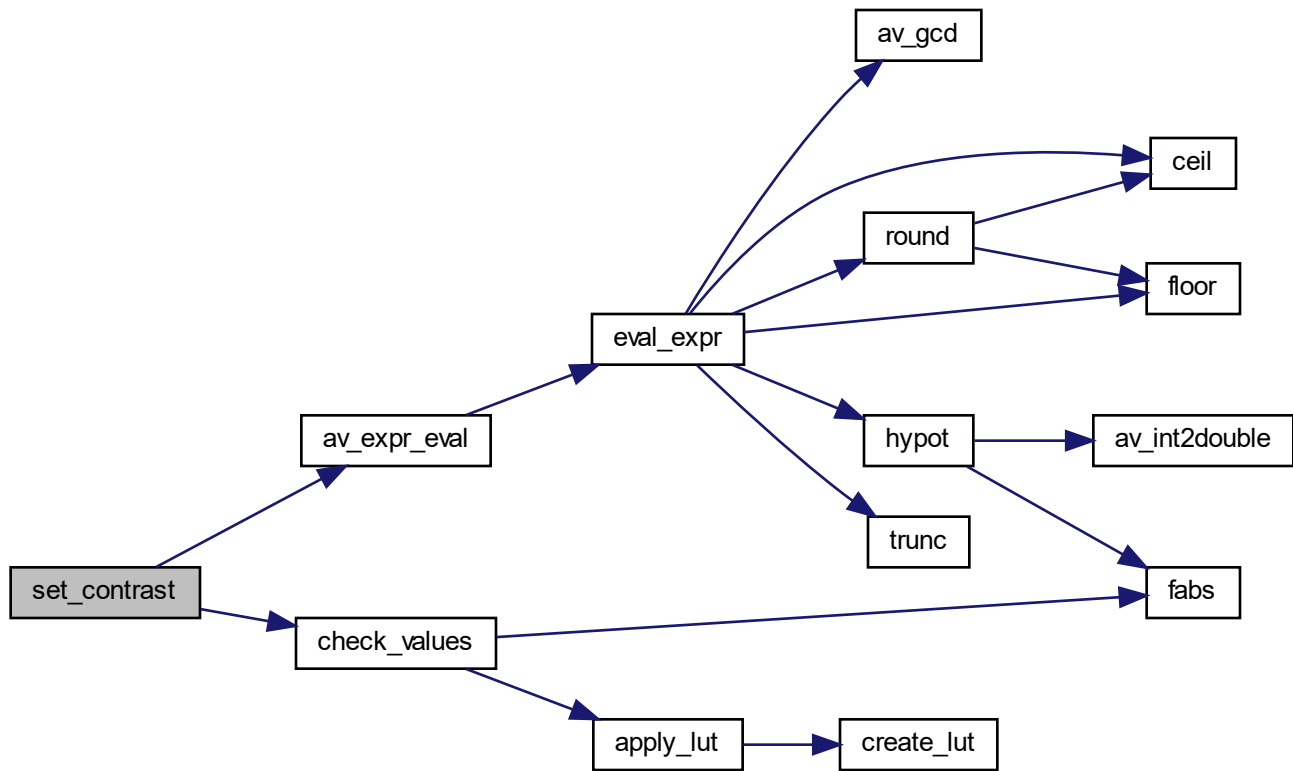 av_gcd
ceil
round
floor
eval_expr
av_expr_eval
hypot
av_int2double
trunc
set_contrast
fabs
check_values
apply_lut
create_lut